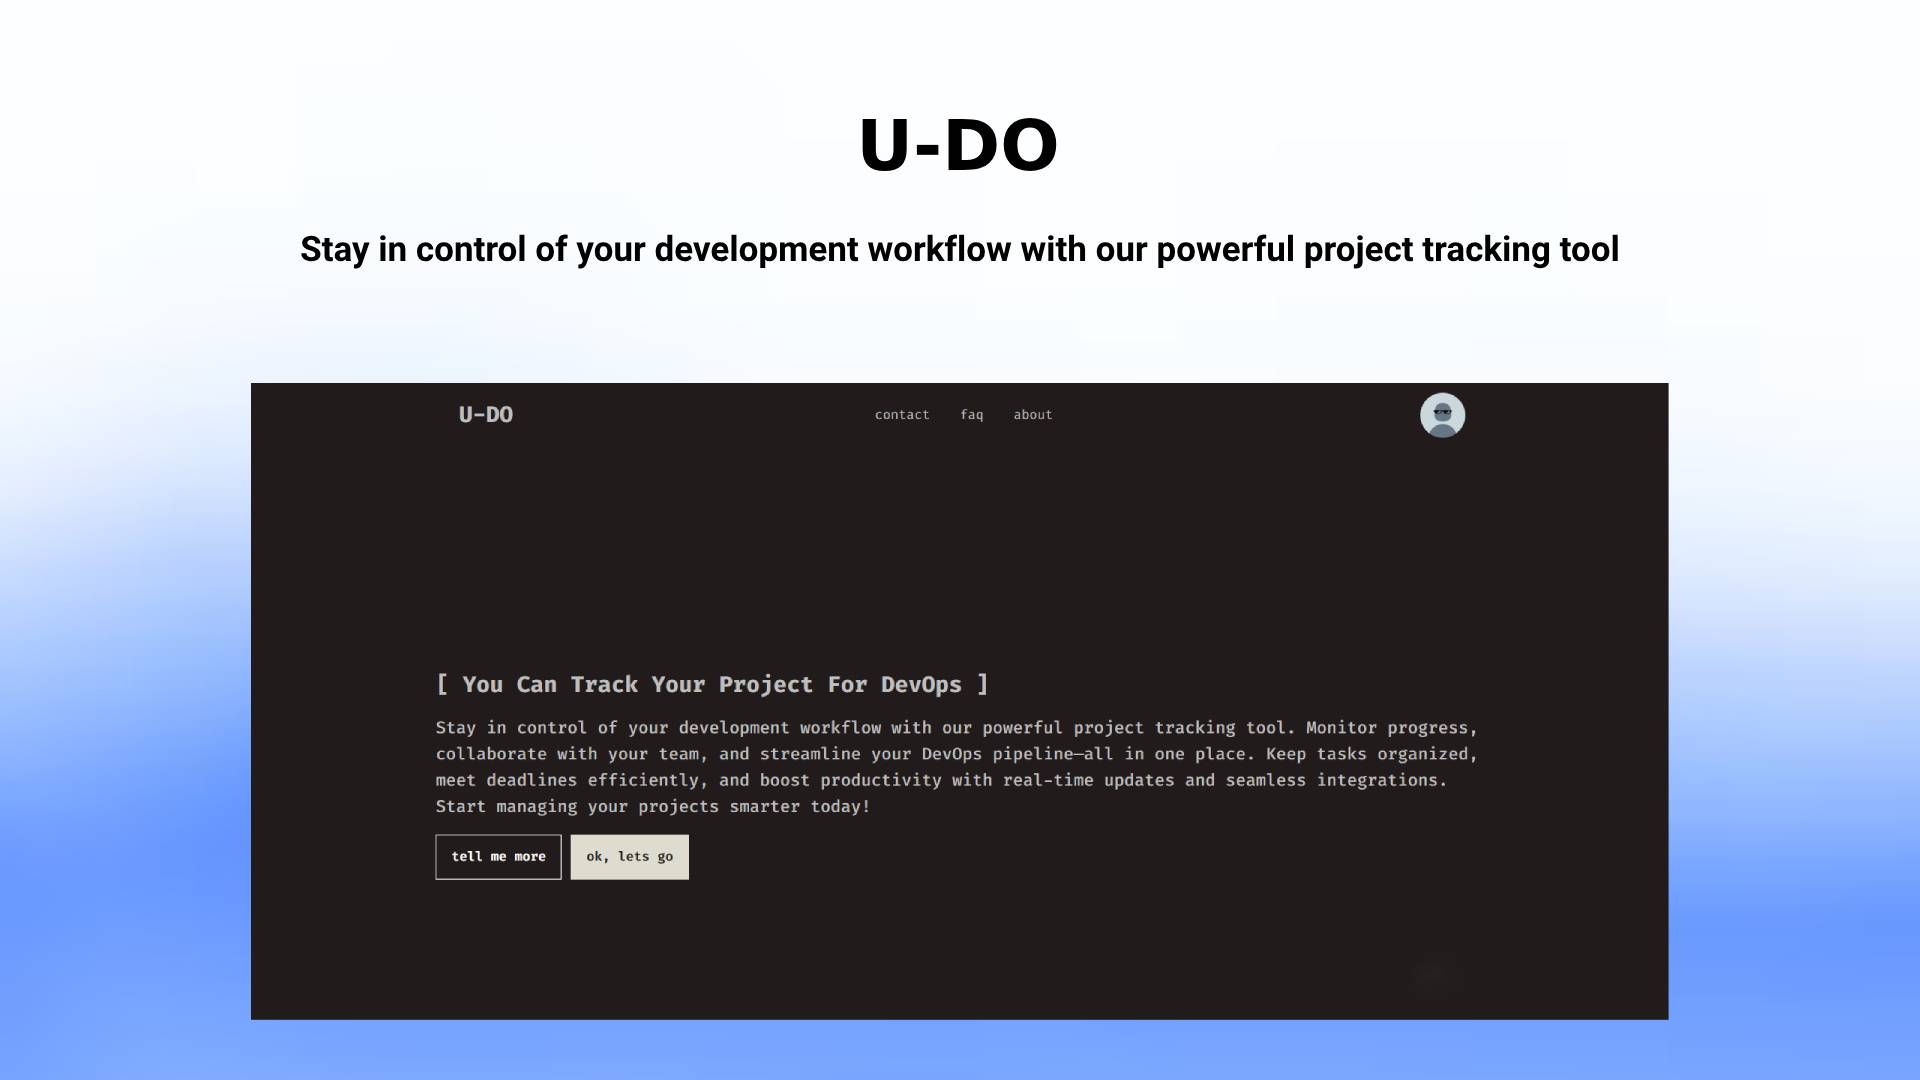 U-DO
Stay in control of your development workflow with our powerful project tracking tool
U-DO
contact faq about
[ You Can Track Your Project For DevOps ]
Stay in control of your development workflow with our powerful project tracking tool. Monitor progress,
collaborate with your team, and streamline your DevOps pipeline—all in one place. Keep tasks organized,
meet deadlines efficiently, and boost productivity with real-time updates and seamless integrations.
Start managing your projects smarter today!
tell me more ok, lets go